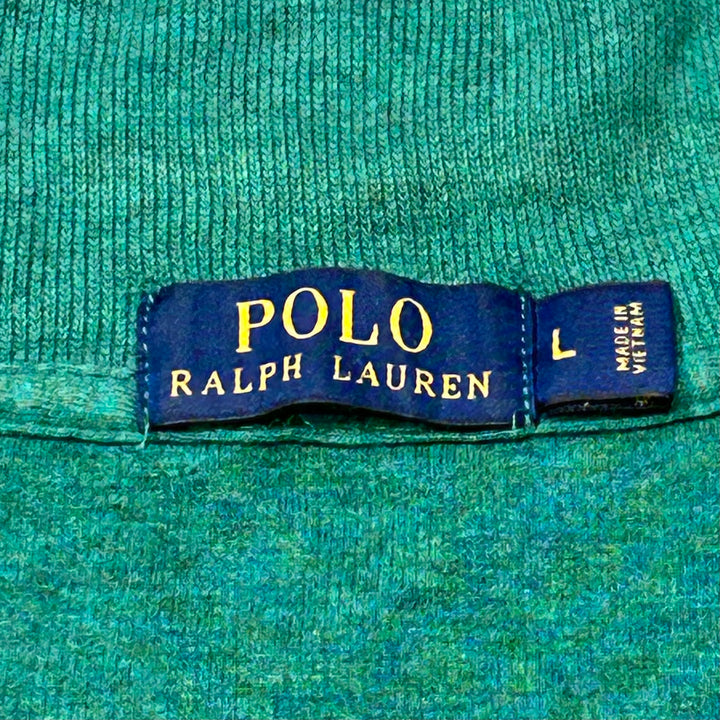 POLO
RALPH LAUREN
L
MADE IN
VIETNAM